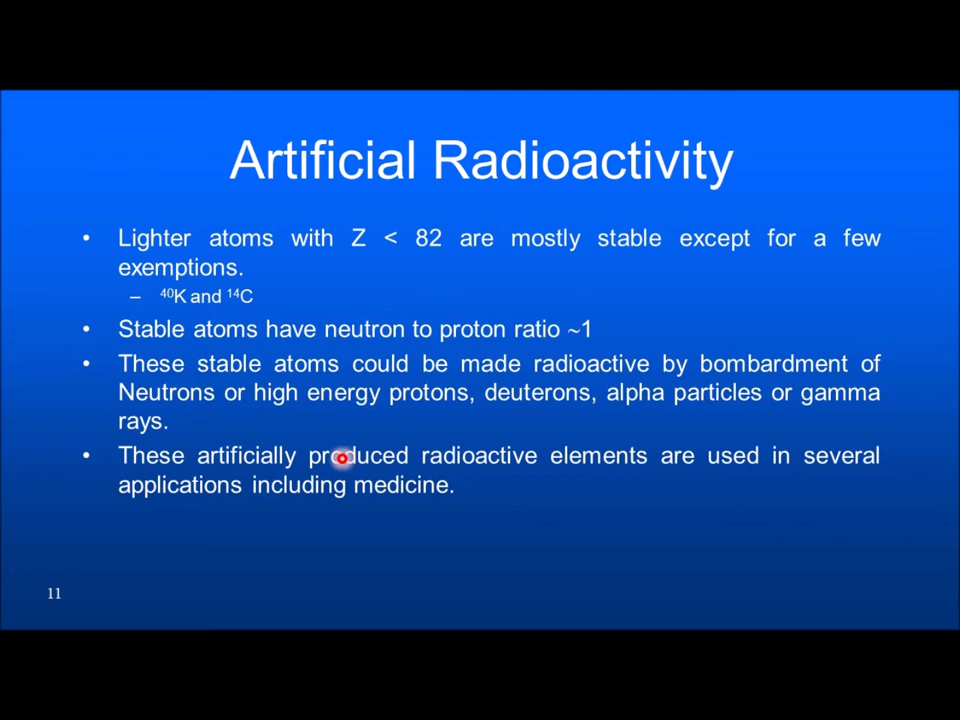 Artificial Radioactivity
• Lighter atoms with Z < 82 are mostly stable except for a few
exemptions.
– ⁴⁰K and ¹⁴C
• Stable atoms have neutron to proton ratio ~1
• These stable atoms could be made radioactive by bombardment of
Neutrons or high energy protons, deuterons, alpha particles or gamma
rays.
• These artificially produced radioactive elements are used in several
applications including medicine.
11